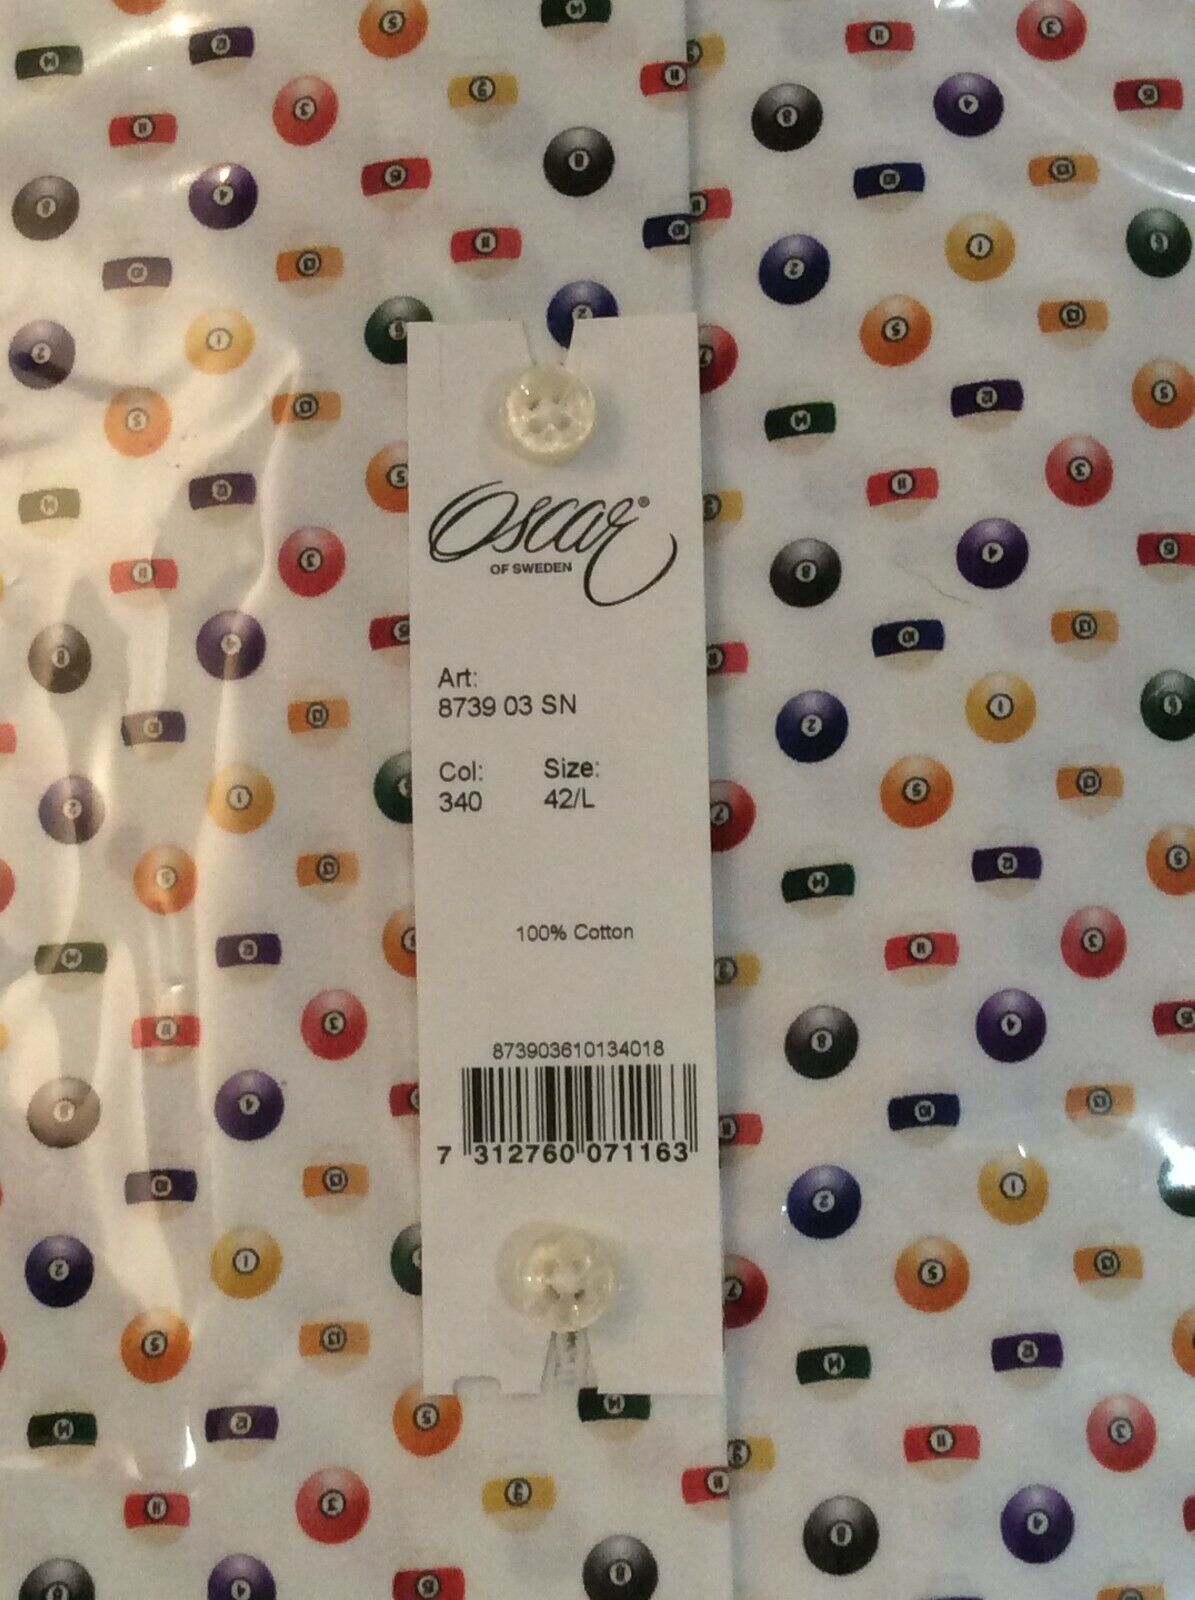 Oscar®
OF SWEDEN
Art:
8739 03 SN
Col: Size:
340 42/L
100% Cotton
873903610134018
7 312760 071163